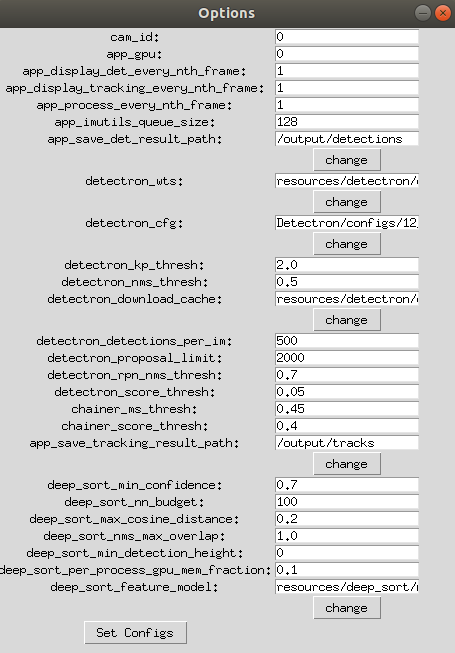 Options
cam_id: 0
app_gpu: 0
app_display_det_every_nth_frame: 1
app_display_tracking_every_nth_frame: 1
app_process_every_nth_frame: 1
app_imutils_queue_size: 128
app_save_det_result_path: /output/detections
change
detectron_wts: resources/detectron/
change
detectron_cfg: Detectron/configs/12
change
detectron_kp_thresh: 2.0
detectron_nms_thresh: 0.5
detectron_download_cache: resources/detectron/
change
detectron_detections_per_im: 500
detectron_proposal_limit: 2000
detectron_rpn_nms_thresh: 0.7
detectron_score_thresh: 0.05
chainer_ms_thresh: 0.45
chainer_score_thresh: 0.4
app_save_tracking_result_path: /output/tracks
change
deep_sort_min_confidence: 0.7
deep_sort_nn_budget: 100
deep_sort_max_cosine_distance: 0.2
deep_sort_nms_max_overlap: 1.0
deep_sort_min_detection_height: 0
deep_sort_per_process_gpu_mem_fraction: 0.1
deep_sort_feature_model: resources/deep_sort/
change
Set Configs